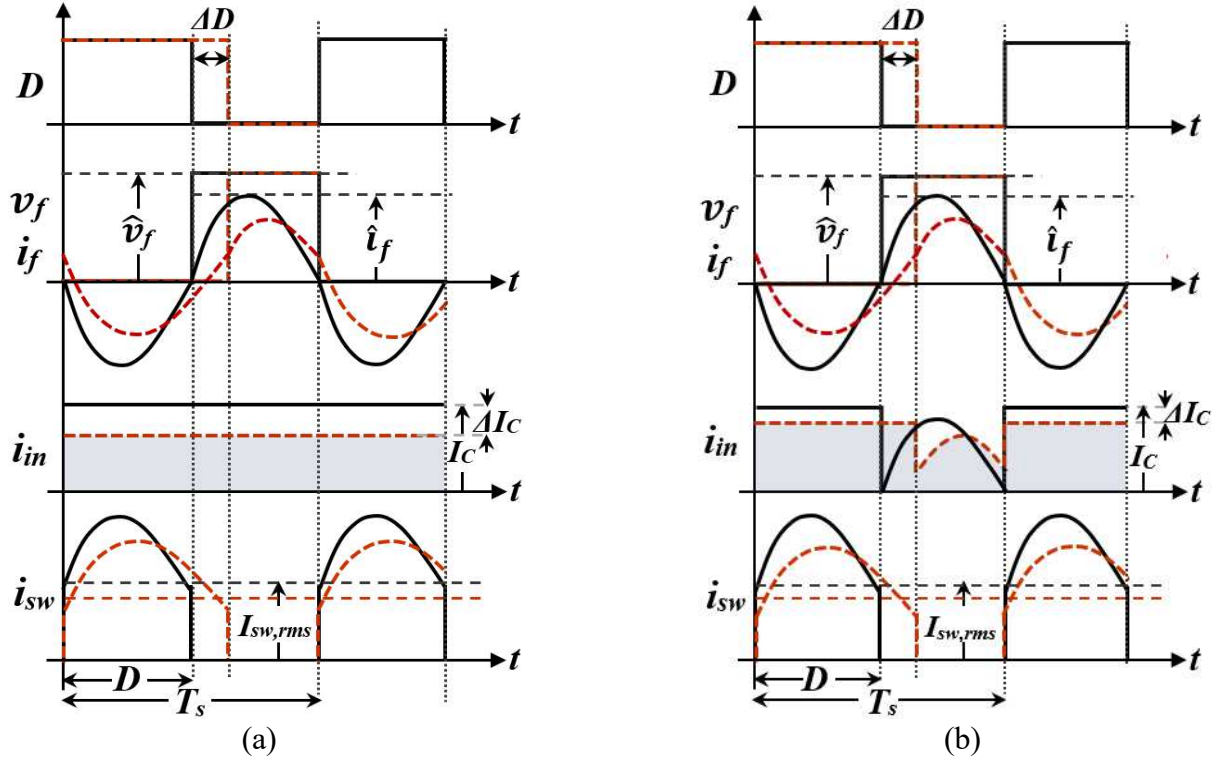 ΔD
D
t
v̂f
îf
vf
if
t
ΔIC
IC
iin
t
isw
Isw,rms
t
D
Ts
(a)
ΔD
D
t
v̂f
îf
vf
if
t
ΔIC
IC
iin
t
isw
Isw,rms
t
D
Ts
(b)